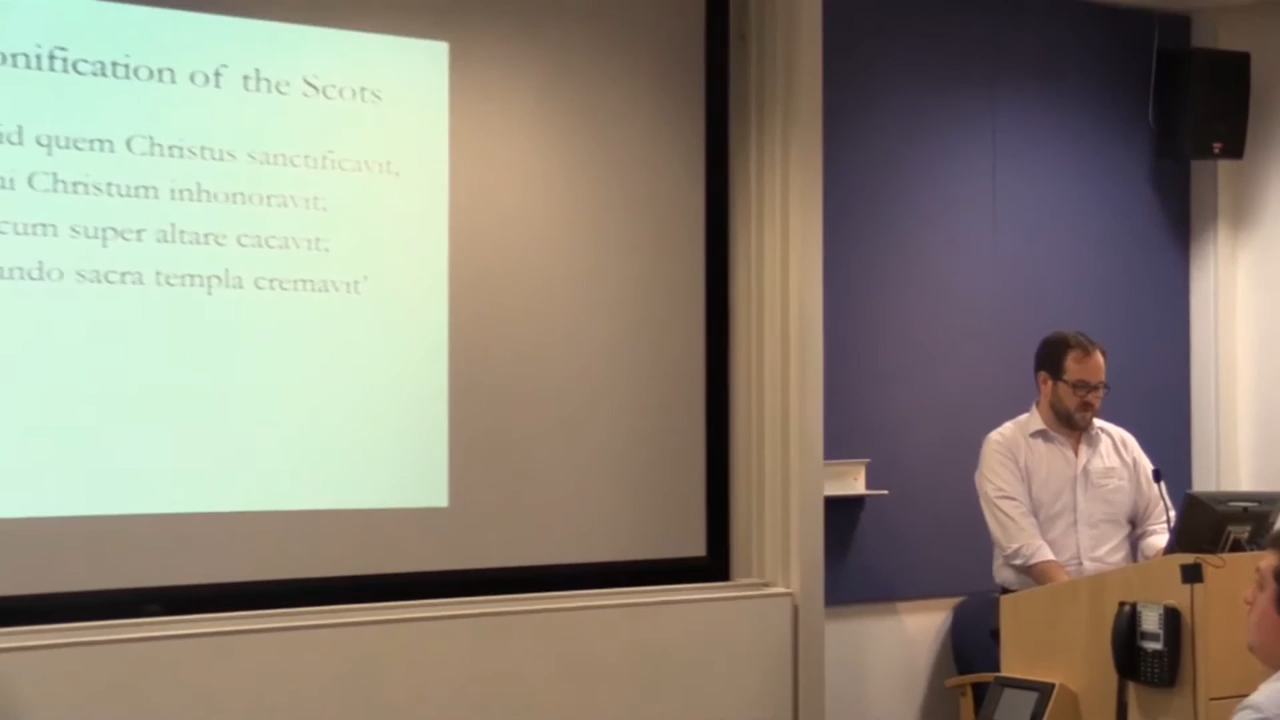 onification of the Scots
id quem Christus sanctificavit,
ui Christum inhonoravit;
cum super altare cacavit;
ando sacra templa cremavit’